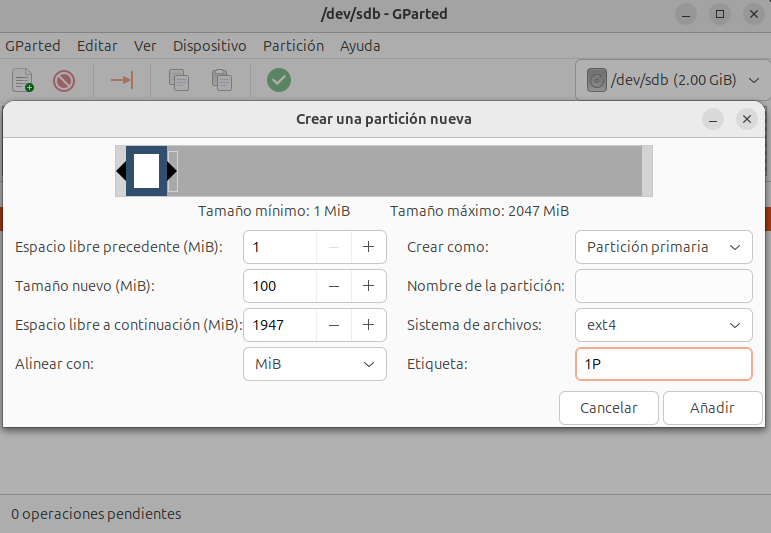 /dev/sdb - GParted
GParted Editar Ver Dispositivo Partición Ayuda
/dev/sdb (2.00 GiB)
Crear una partición nueva
Tamaño mínimo: 1 MiB Tamaño máximo: 2047 MiB
Espacio libre precedente (MiB): 1 Crear como: Partición primaria
Tamaño nuevo (MiB): 100 Nombre de la partición:
Espacio libre a continuación (MiB): 1947 Sistema de archivos: ext4
Alinear con: MiB Etiqueta: 1P
Cancelar Añadir
0 operaciones pendientes